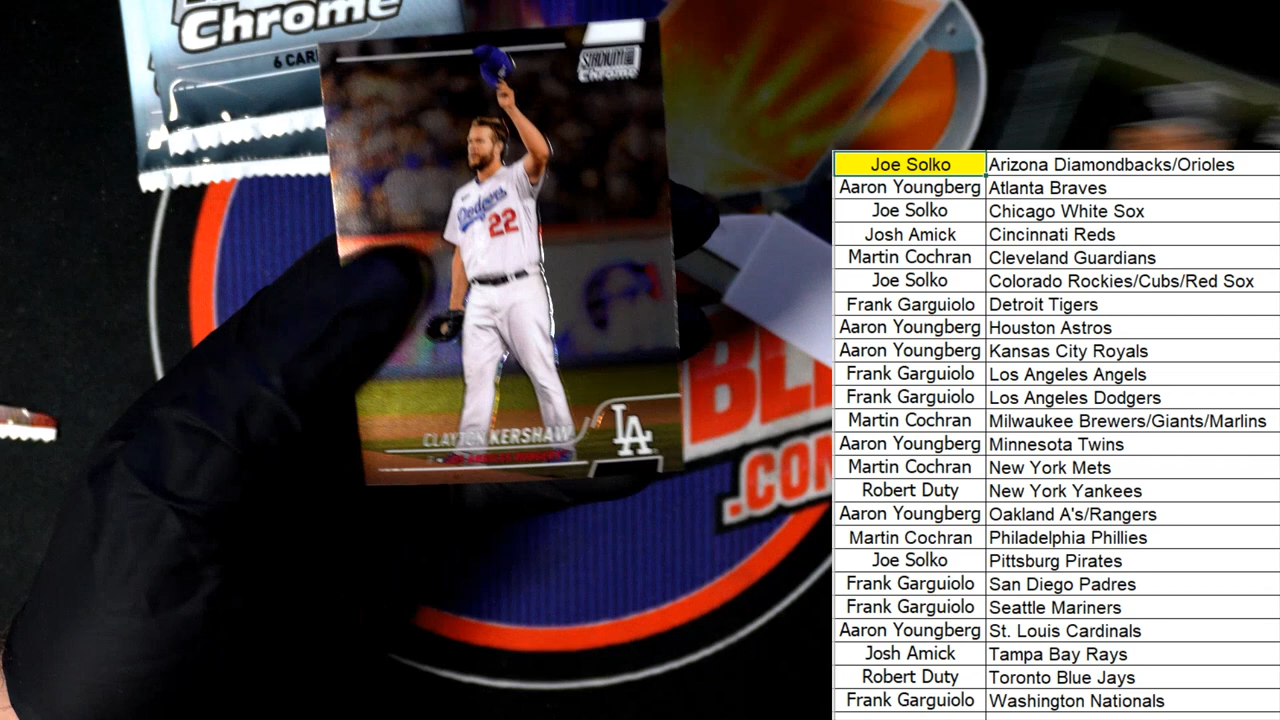 Chrome
6 CAR
STADIUM
Chrome
Dodgers
22
CLAYTON KERSHAW
LA
BL
.COM
Joe Solko Arizona Diamondbacks/Orioles
Aaron Youngberg Atlanta Braves
Joe Solko Chicago White Sox
Josh Amick Cincinnati Reds
Martin Cochran Cleveland Guardians
Joe Solko Colorado Rockies/Cubs/Red Sox
Frank Garguiolo Detroit Tigers
Aaron Youngberg Houston Astros
Aaron Youngberg Kansas City Royals
Frank Garguiolo Los Angeles Angels
Frank Garguiolo Los Angeles Dodgers
Martin Cochran Milwaukee Brewers/Giants/Marlins
Aaron Youngberg Minnesota Twins
Martin Cochran New York Mets
Robert Duty New York Yankees
Aaron Youngberg Oakland A's/Rangers
Martin Cochran Philadelphia Phillies
Joe Solko Pittsburg Pirates
Frank Garguiolo San Diego Padres
Frank Garguiolo Seattle Mariners
Aaron Youngberg St. Louis Cardinals
Josh Amick Tampa Bay Rays
Robert Duty Toronto Blue Jays
Frank Garguiolo Washington Nationals